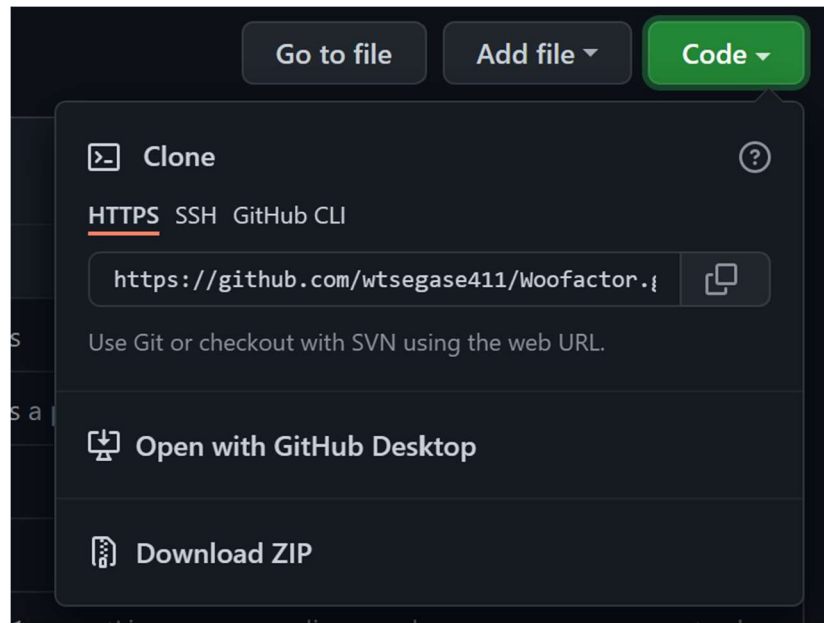 Go to file Add file Code
Clone
HTTPS SSH GitHub CLI
https://github.com/wtsegase411/Woofactor.g
s
Use Git or checkout with SVN using the web URL.
s a
Open with GitHub Desktop
Download ZIP